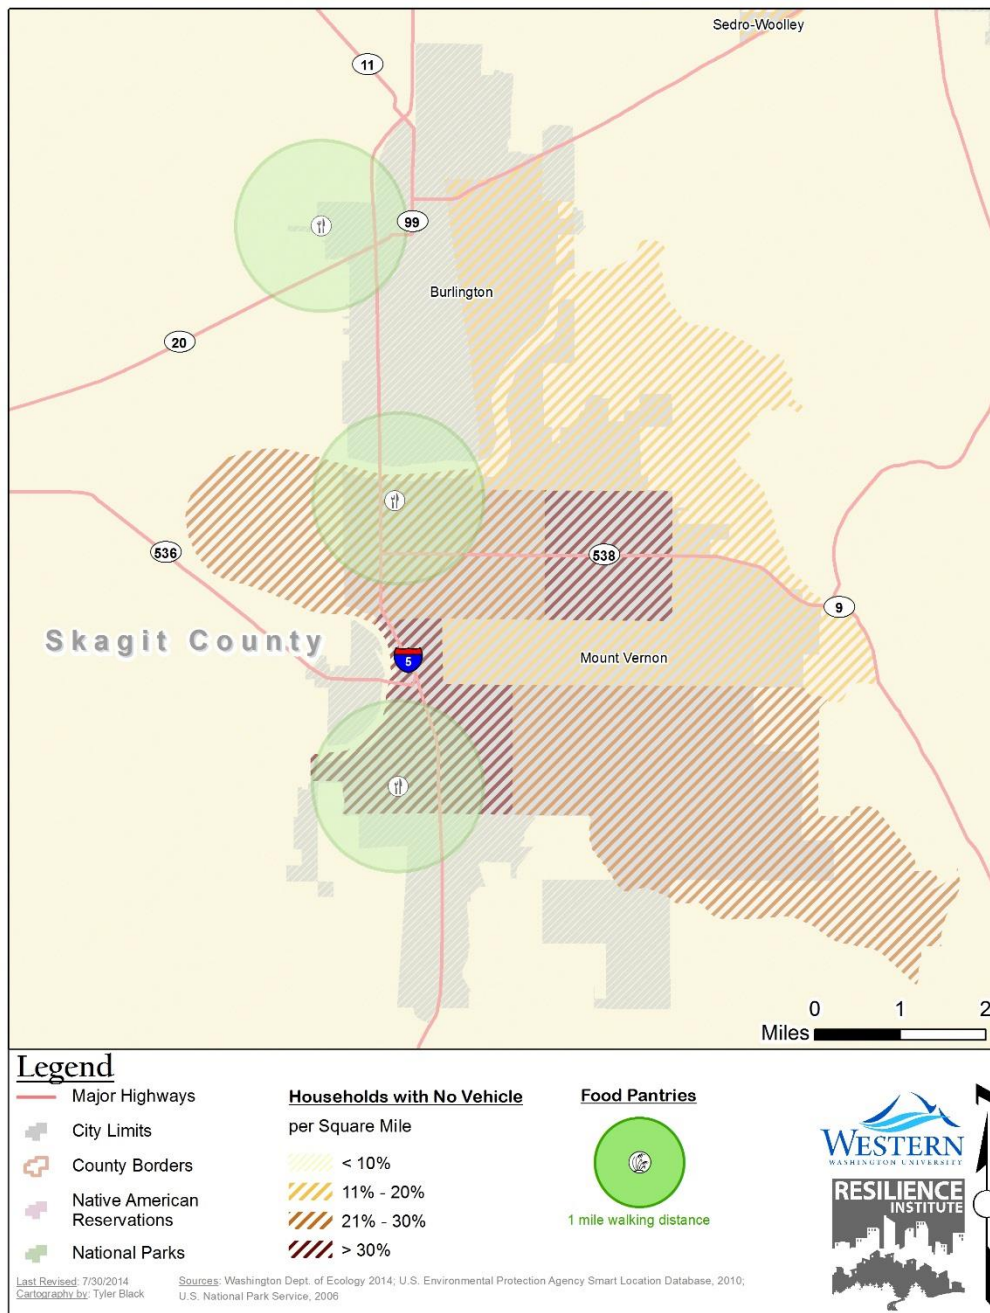 Sedro-Woolley
11
99
Burlington
20
536
538
9
Skagit County
5
Mount Vernon
0 1 2
Miles
Legend
Major Highways
City Limits
County Borders
Native American
Reservations
National Parks
Households with No Vehicle
per Square Mile
< 10%
11% - 20%
21% - 30%
> 30%
Food Pantries
1 mile walking distance
WESTERN
WASHINGTON UNIVERSITY
RESILIENCE
INSTITUTE
Last Revised: 7/30/2014
Cartography by: Tyler Black
Sources: Washington Dept. of Ecology 2014; U.S. Environmental Protection Agency Smart Location Database, 2010;
U.S. National Park Service, 2006